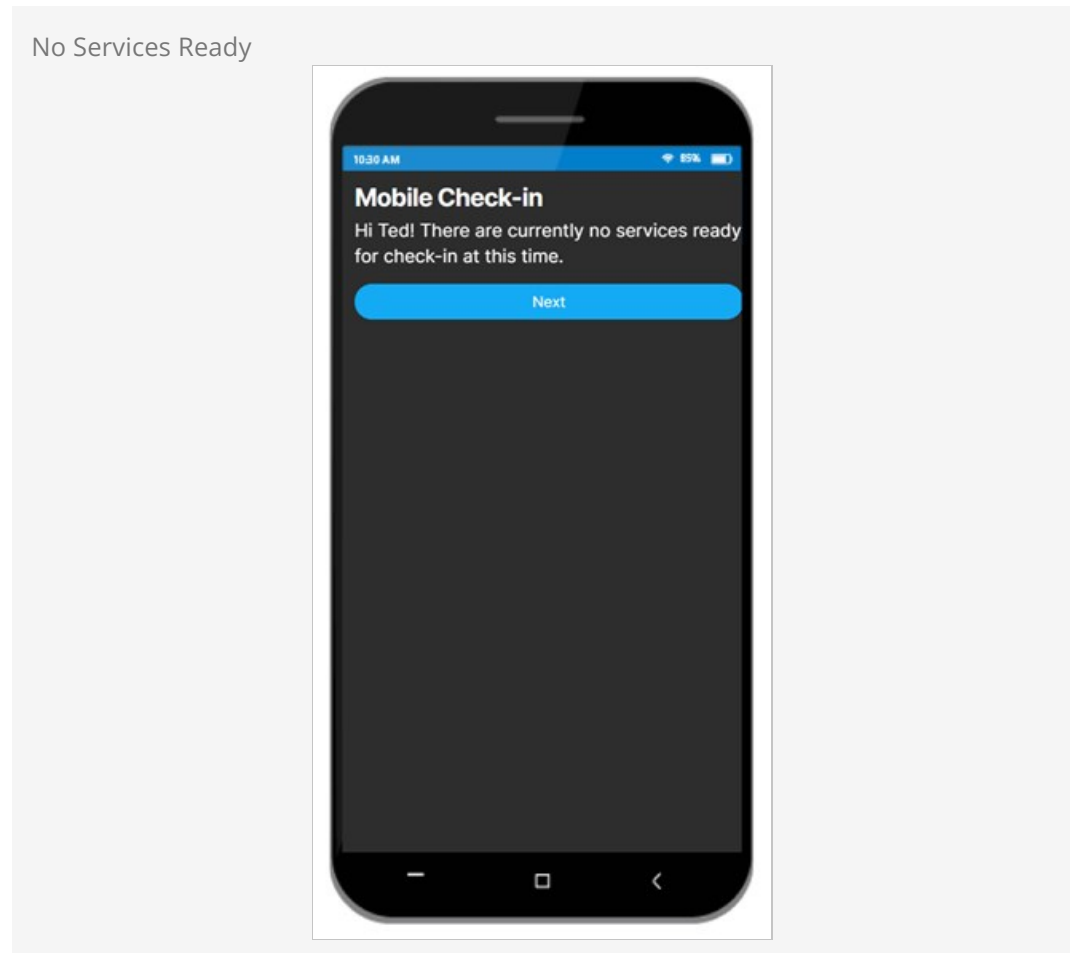 No Services Ready
10:30 AM 85%
Mobile Check-in
Hi Ted! There are currently no services ready
for check-in at this time.
Next